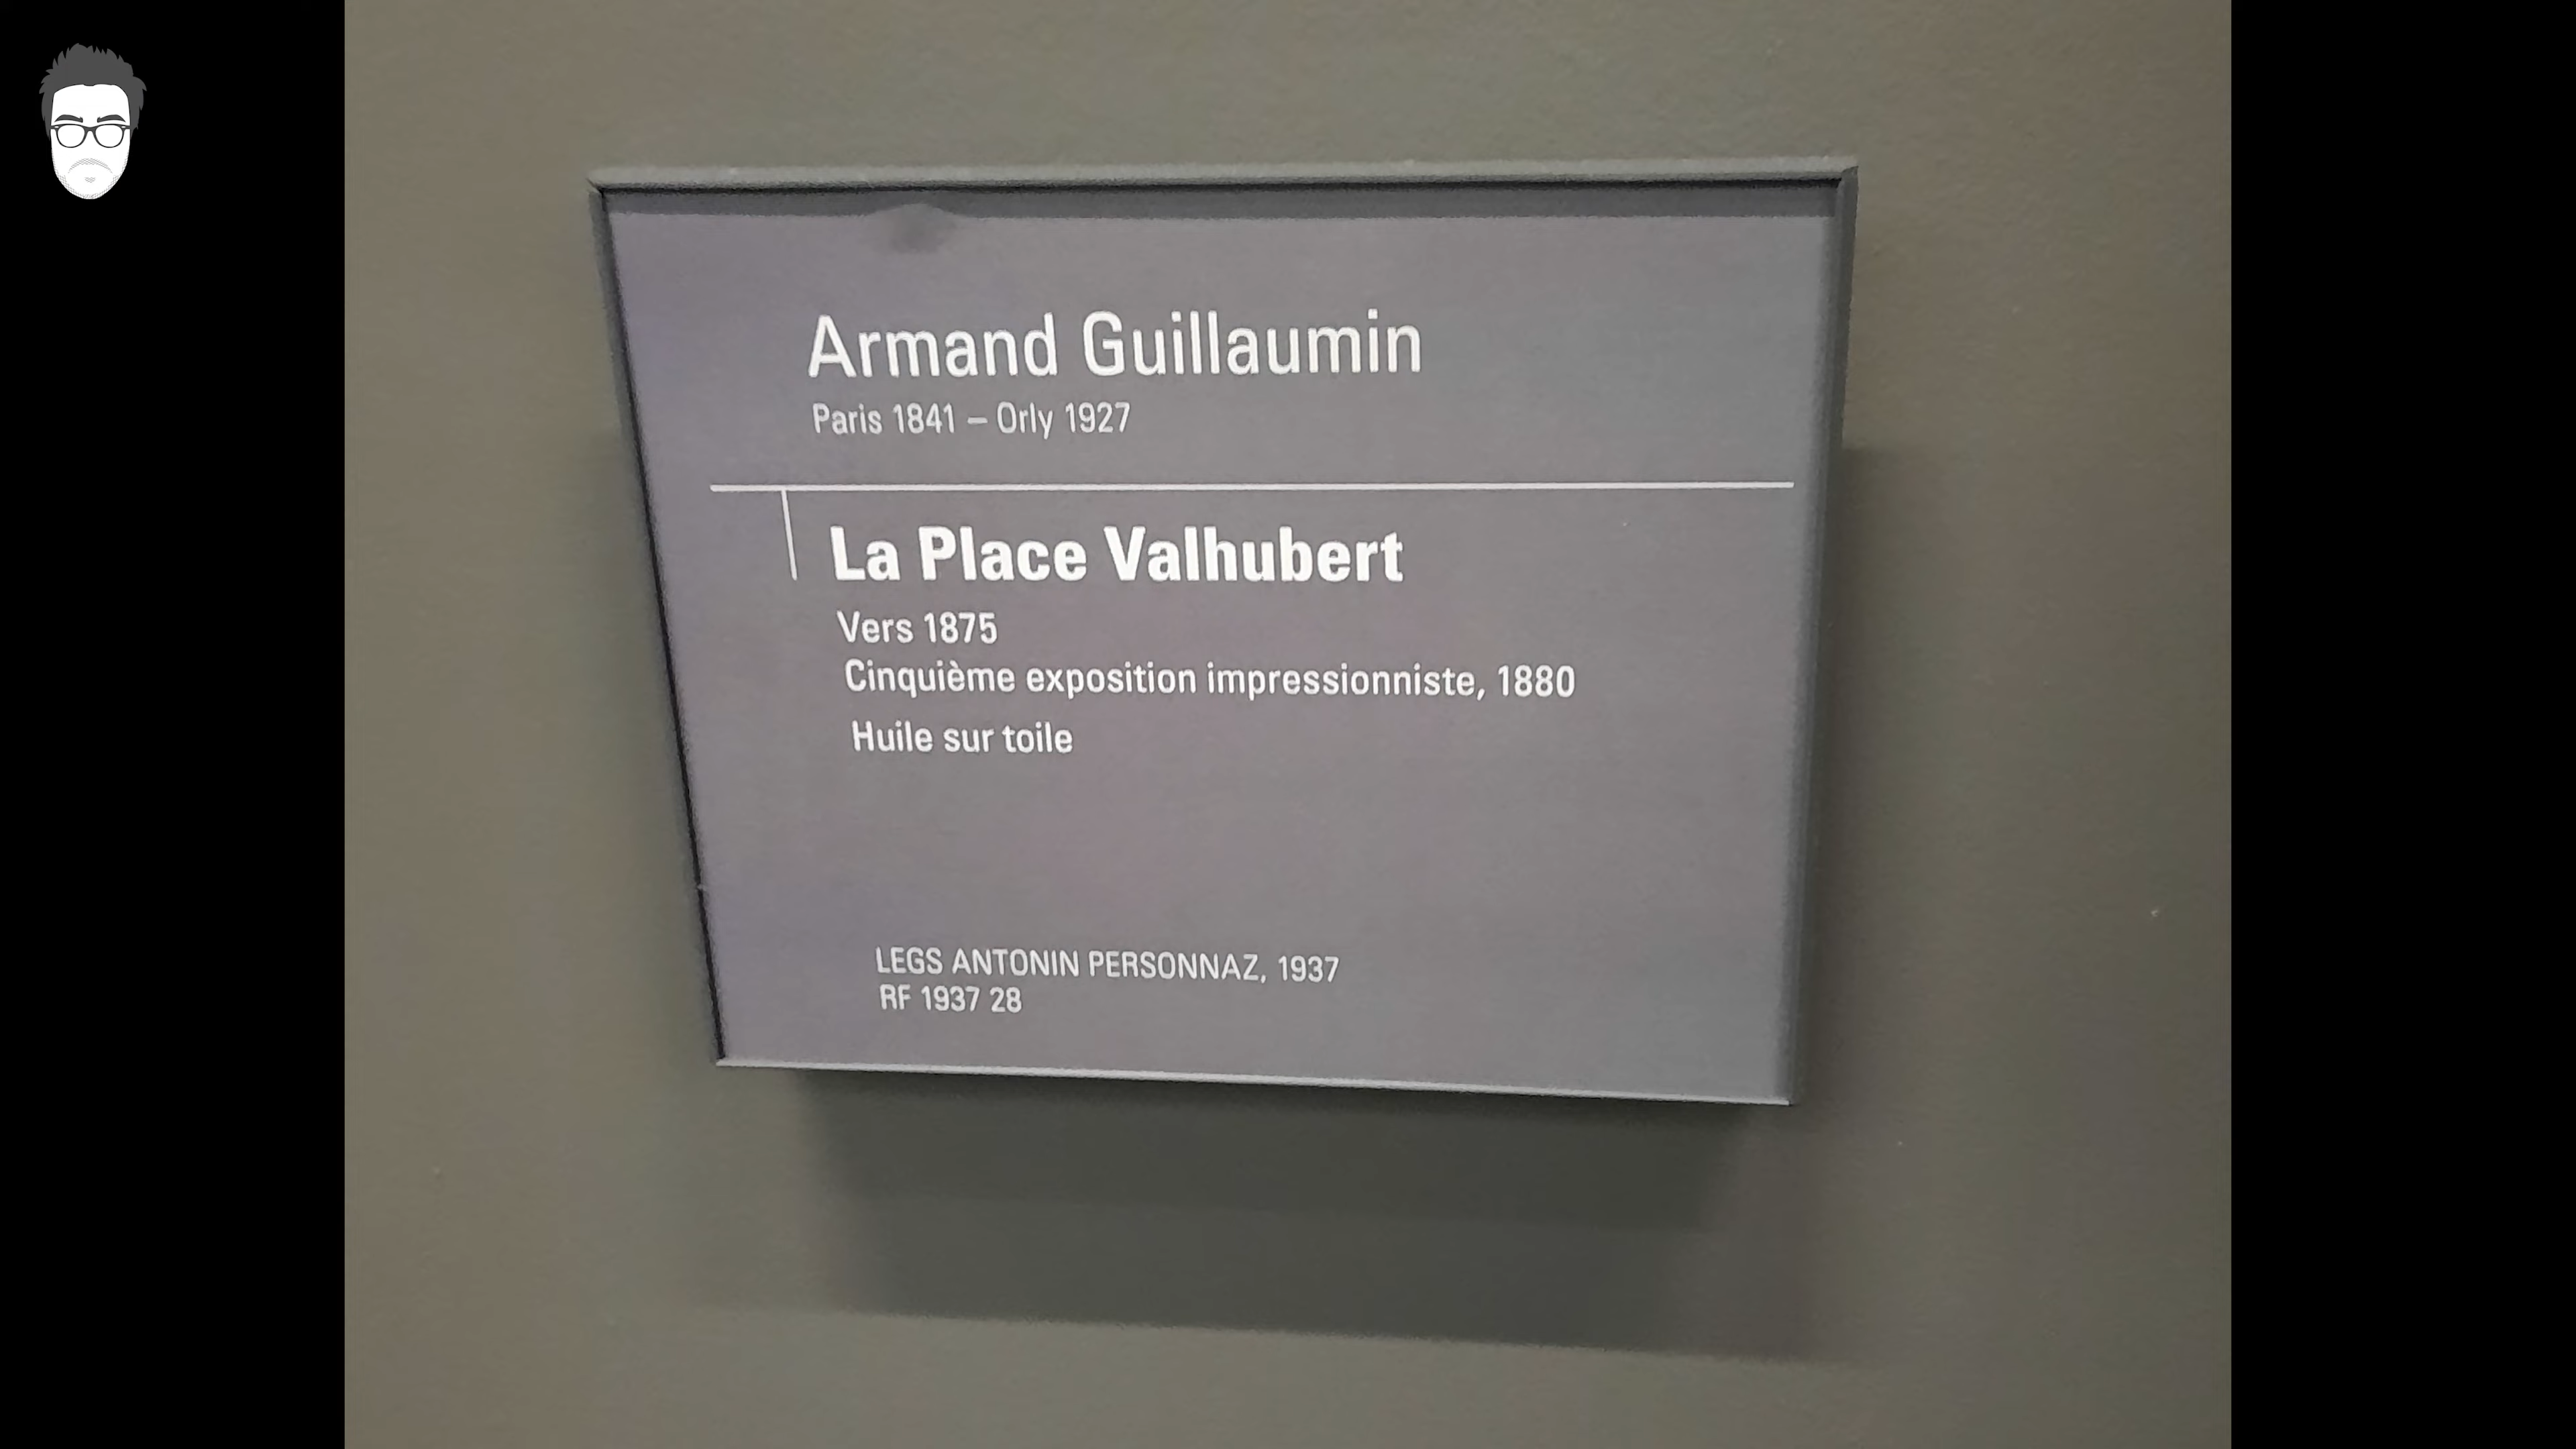 Armand Guillaumin
Paris 1841 – Orly 1927
La Place Valhubert
Vers 1875
Cinquième exposition impressionniste, 1880
Huile sur toile
LEGS ANTONIN PERSONNAZ, 1937
RF 1937 28